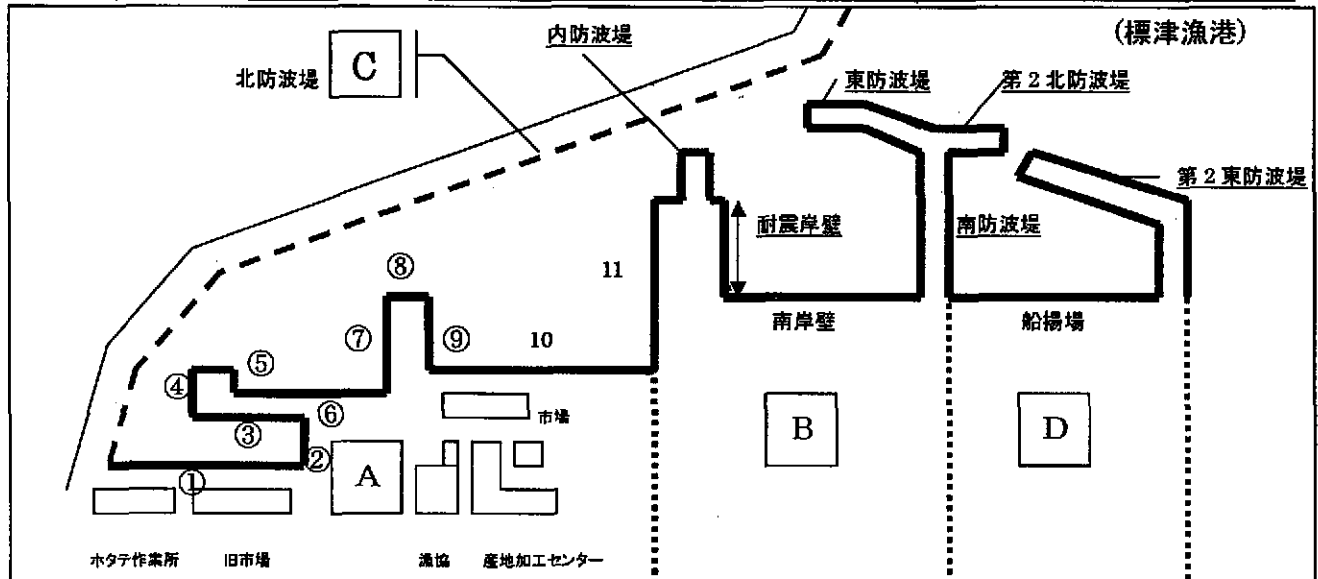 (標津漁港)
内防波堤
北防波堤
C
東防波堤
第2北防波堤
第2東防波堤
耐震岸壁
南防波堤
⑧
11
南岸壁
船揚場
⑦
⑨
10
⑤
④
⑥
市場
③
B
D
②
A
①
ホタテ作業所
旧市場
漁協
産地加工センター